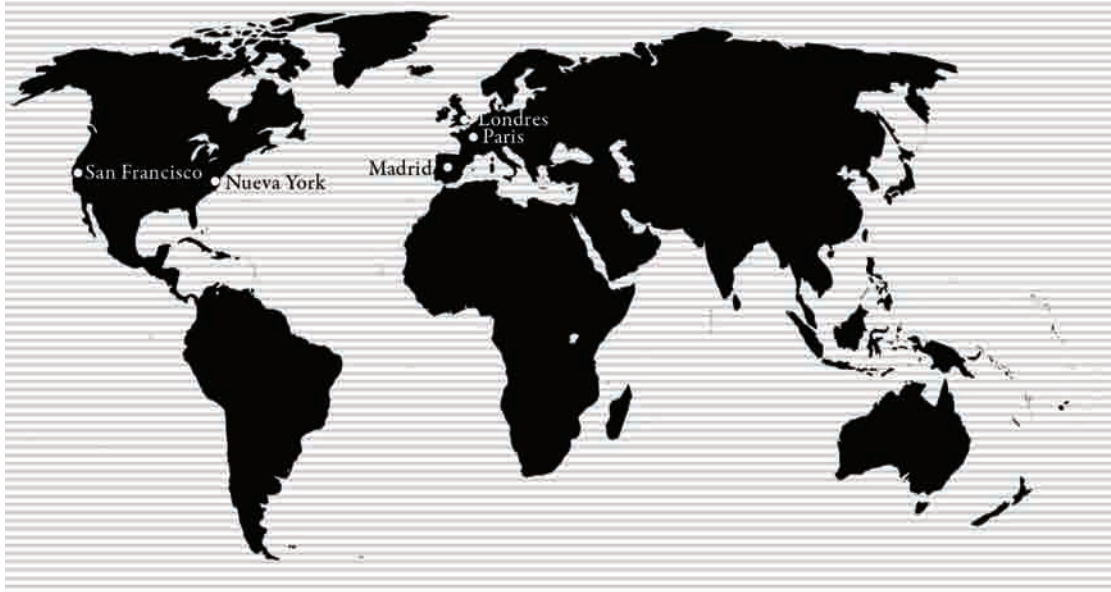 Londres
Paris
Madrid
San Francisco
Nueva York